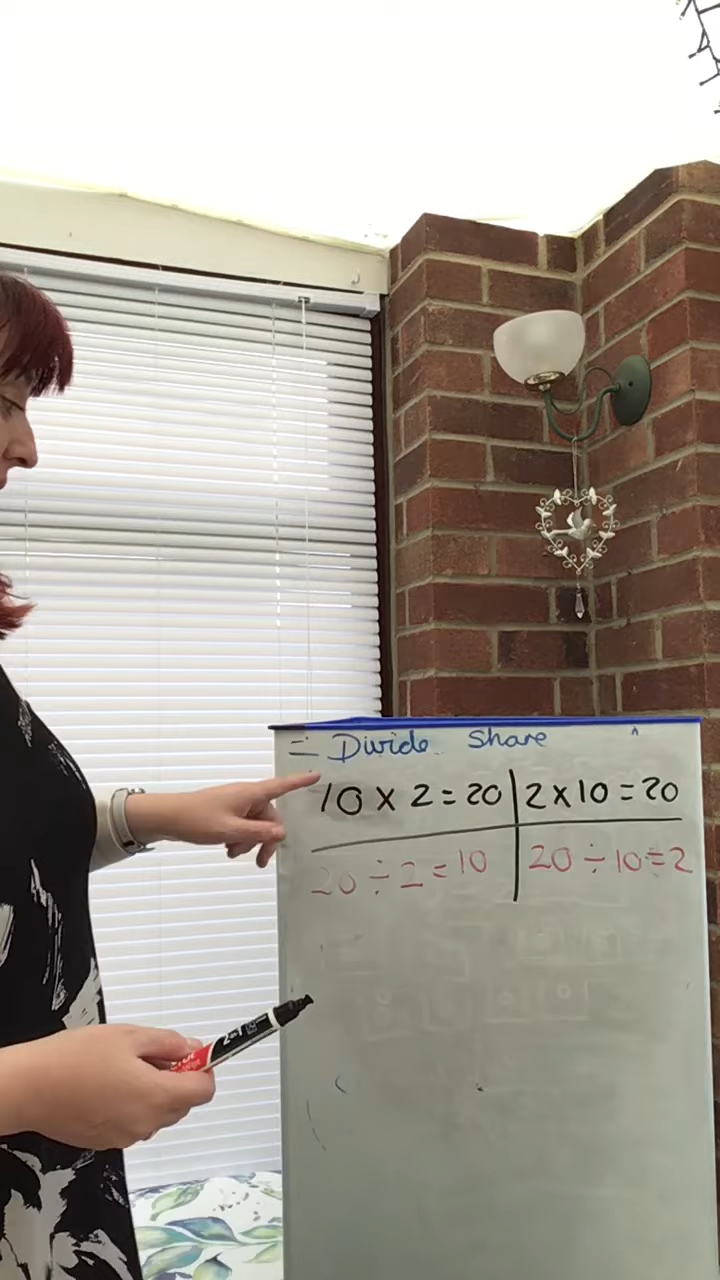 ÷ Divide Share
10 x 2 = 20 | 2 x 10 = 20
20 ÷ 2 = 10 | 20 ÷ 10 = 2